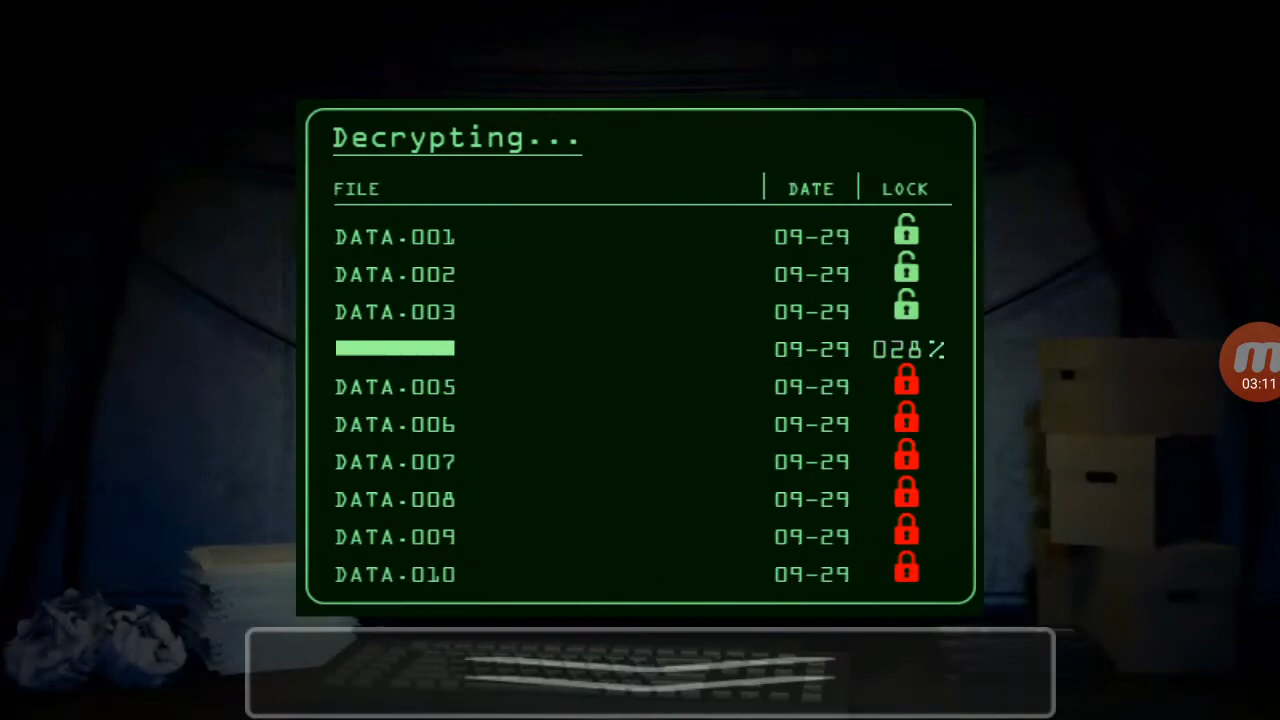 Decrypting...
FILE DATE LOCK
DATA.001 09-29
DATA.002 09-29
DATA.003 09-29
09-29 028%
DATA.005 09-29
DATA.006 09-29
DATA.007 09-29
DATA.008 09-29
DATA.009 09-29
DATA.010 09-29
03:11